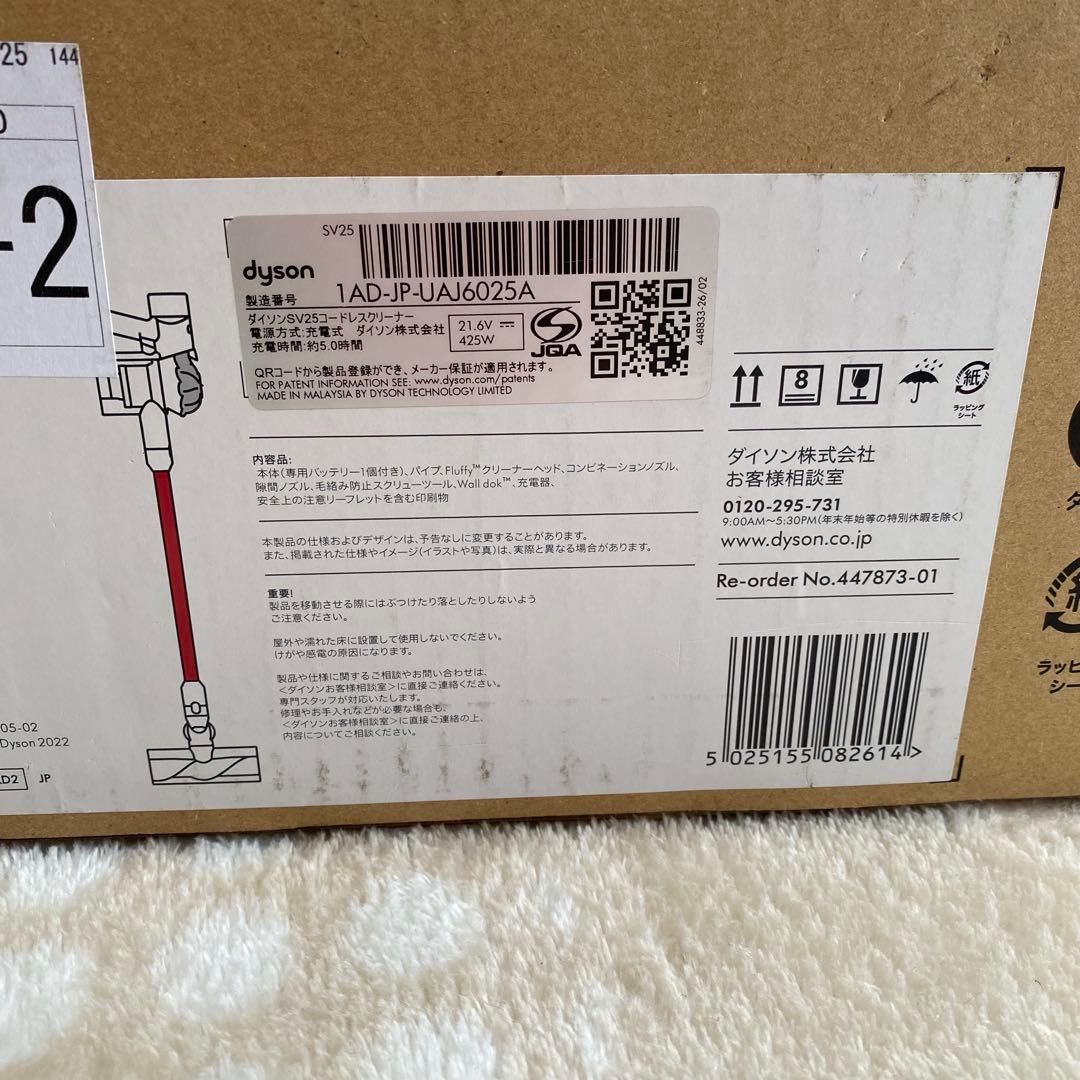 25 144
-2
SV25
dyson
製造番号 1AD-JP-UAJ6025A
ダイソンSV25コードレスクリーナー
電源方式:充電式 ダイソン株式会社
充電時間:約5.0時間
21.6V
425W
JQA
448833-26/02
QRコードから製品登録ができ、メーカー保証が適用されます。
FOR PATENT INFORMATION SEE: www.dyson.com/patents
MADE IN MALAYSIA BY DYSON TECHNOLOGY LIMITED
内容品:
本体(専用バッテリー1個付き)、パイプ、Fluffy™クリーナーヘッド、コンビネーションノズル、
隙間ノズル、毛絡み防止スクリューツール、Wall dok™、充電器、
安全上の注意リーフレットを含む印刷物
本製品の仕様およびデザインは、予告なしに変更することがあります。
また、掲載された仕様やイメージ(イラストや写真)は、実際と異なる場合があります。
重要!
製品を移動させる際にはぶつけたり落としたりしないよう
ご注意ください。
屋外や濡れた床に設置して使用しないでください。
けがや感電の原因になります。
製品や仕様に関するご相談やお問い合わせは、
<ダイソンお客様相談室>に直接ご連絡ください。
専門スタッフが対応いたします。
修理やお手入れなどが必要な場合も、
<ダイソンお客様相談室>に直接ご連絡の上、
内容についてご相談ください。
8
紙
ラッピング
シート
ダイソン株式会社
お客様相談室
0120-295-731
9:00AM～5:30PM(年末年始等の特別休暇を除く)
www.dyson.co.jp
Re-order No.447873-01
5 025155 082614 >
05-02
Dyson 2022
JP
紙
ラッピ
シー